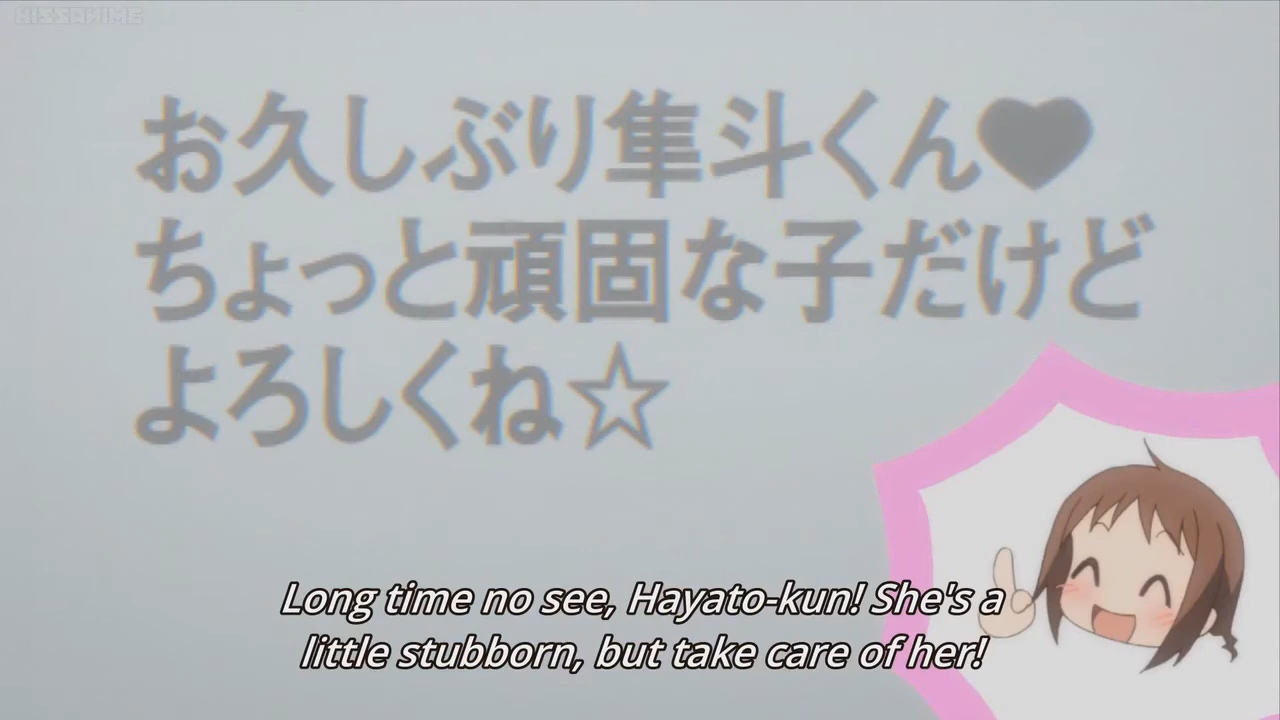 KISSANIME
お久しぶり隼斗くん♥
ちょっと頑固な子だけど
よろしくね☆
Long time no see, Hayato-kun! She's a
little stubborn, but take care of her!